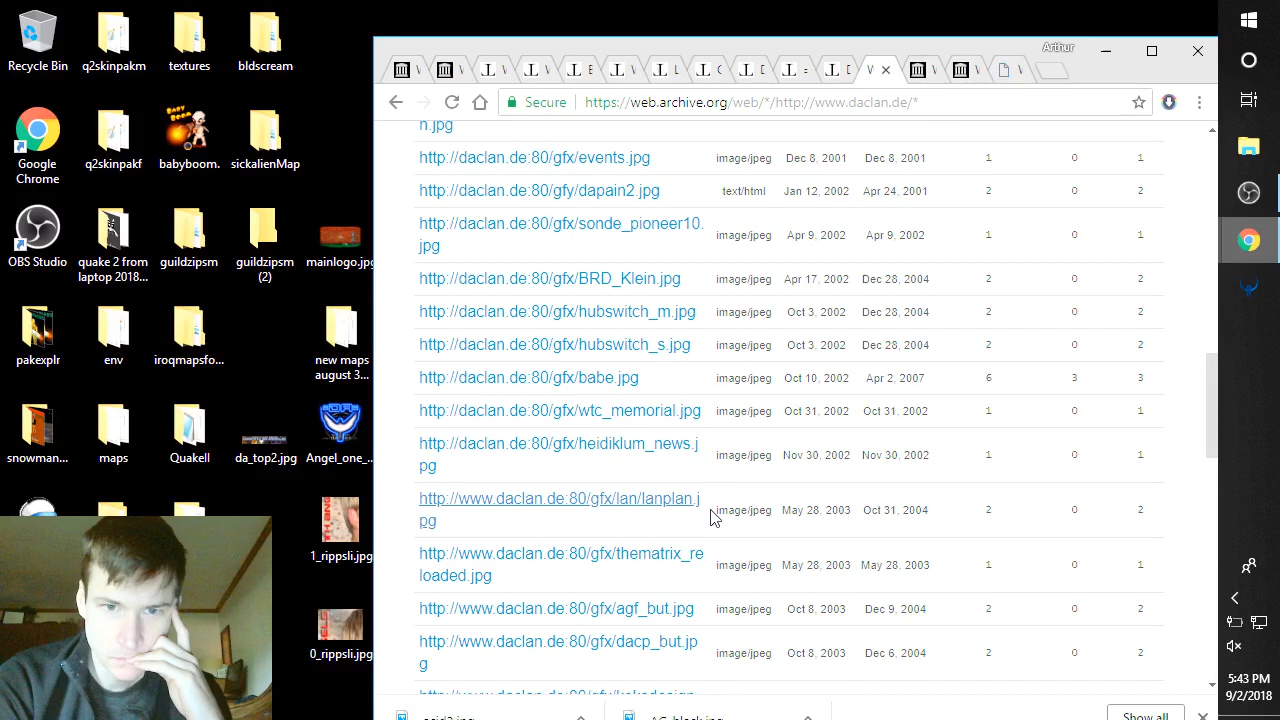 Recycle Bin
q2skinpakm
textures
bldscream
Google
Chrome
q2skinpakf
babyboom.
sickalienMap
OBS Studio
quake 2 from
laptop 2018...
guildzipsm
guildzipsm
(2)
mainlogo.jpg
pakexplr
env
iroqmapsfo...
new maps
august 3...
snowman...
maps
Quakell
da_top2.jpg
Angel_one_..
1_rippsli.jpg
0_rippsli.jpg
Arthur
Secure
https://web.archive.org/web/*/http://www.daclan.de/*
n.jpg
http://daclan.de:80/gfx/events.jpg image/jpeg Dec 8, 2001 Dec 8, 2001 1 0 1
http://daclan.de:80/gfy/dapain2.jpg text/html Jan 12, 2002 Apr 24, 2001 2 0 2
http://daclan.de:80/gfx/sonde_pioneer10.
jpg image/jpeg Apr 9, 2002 Apr 9, 2002 1 0 1
http://daclan.de:80/gfx/BRD_Klein.jpg image/jpeg Apr 17, 2002 Dec 28, 2004 2 0 2
http://daclan.de:80/gfx/hubswitch_m.jpg image/jpeg Oct 3, 2002 Dec 28, 2004 2 0 2
http://daclan.de:80/gfx/hubswitch_s.jpg image/jpeg Oct 3, 2002 Dec 28, 2004 2 0 2
http://daclan.de:80/gfx/babe.jpg image/jpeg Oct 10, 2002 Apr 2, 2007 6 3 3
http://daclan.de:80/gfx/wtc_memorial.jpg image/jpeg Oct 31, 2002 Oct 31, 2002 1 0 1
http://daclan.de:80/gfx/heidiklum_news.j
pg image/jpeg Nov 30, 2002 Nov 30, 2002 1 0 1
http://www.daclan.de:80/gfx/lan/lanplan.j
pg image/jpeg May 28, 2003 Oct 31, 2004 2 0 2
http://www.daclan.de:80/gfx/thematrix_re
loaded.jpg image/jpeg May 28, 2003 May 28, 2003 1 0 1
http://www.daclan.de:80/gfx/agf_but.jpg image/jpeg Oct 8, 2003 Dec 9, 2004 2 0 2
http://www.daclan.de:80/gfx/dacp_but.jp
g image/jpeg Oct 8, 2003 Dec 6, 2004 2 0 2
Show all
5:43 PM
9/2/2018